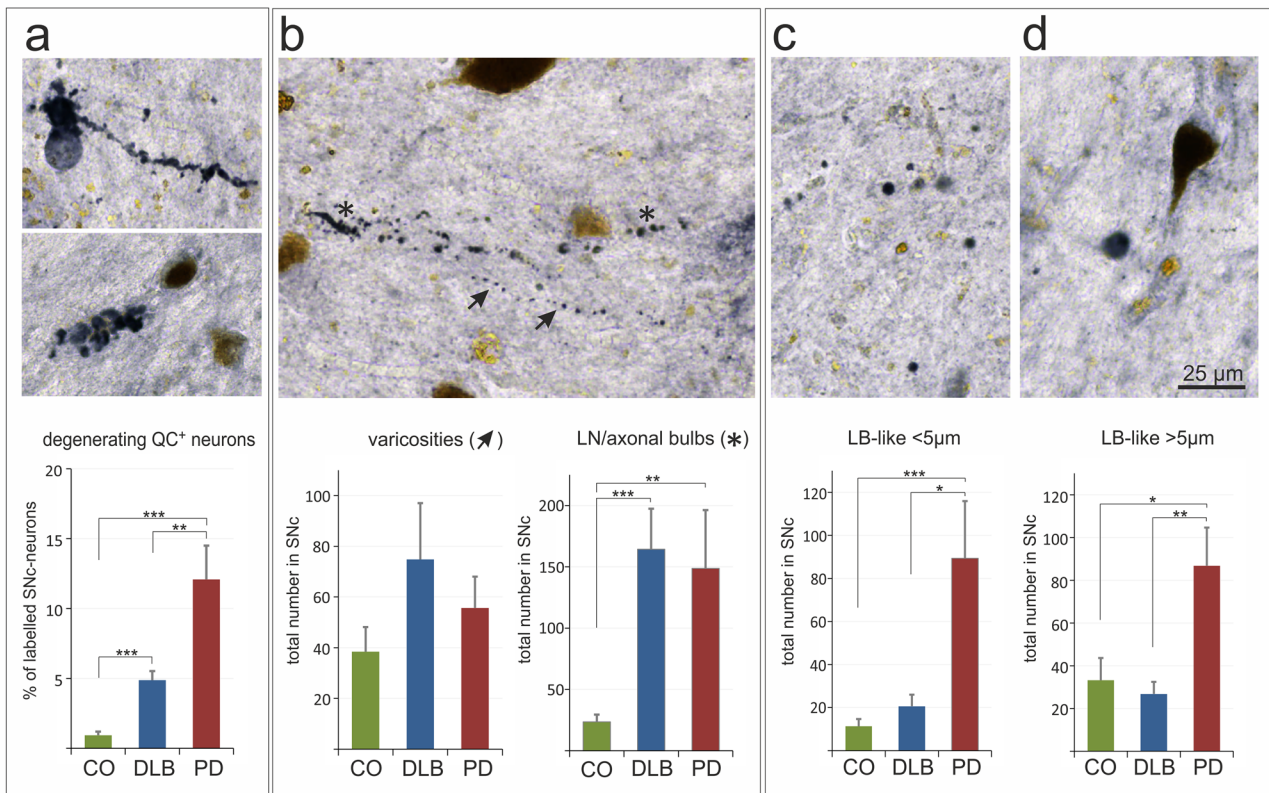 a
b
c
d
*
*
25 µm
degenerating QC⁺ neurons
% of labelled SNc-neurons
20
15
10
5
0
***
**
***
CO DLB PD
varicosities ( )
total number in SNc
100
80
60
40
20
CO DLB PD
LN/axonal bulbs (*)
total number in SNc
200
150
100
50
**
***
CO DLB PD
LB-like <5µm
total number in SNc
120
100
80
60
40
20
***
*
CO DLB PD
LB-like >5µm
total number in SNc
120
100
80
60
40
20
*
**
CO DLB PD